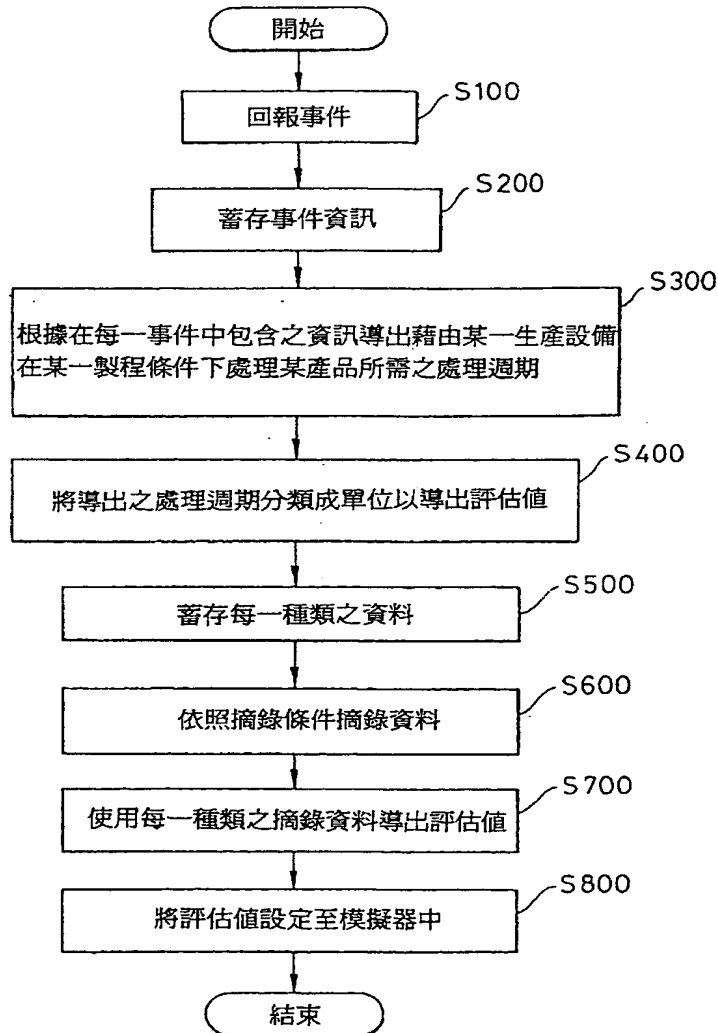 開始
S100
回報事件
S200
蓄存事件資訊
S300
根據在每一事件中包含之資訊導出藉由某一生產設備
在某一製程條件下處理某產品所需之處理週期
S400
將導出之處理週期分類成單位以導出評估值
S500
蓄存每一種類之資料
S600
依照摘錄條件摘錄資料
S700
使用每一種類之摘錄資料導出評估值
S800
將評估值設定至模擬器中
結束